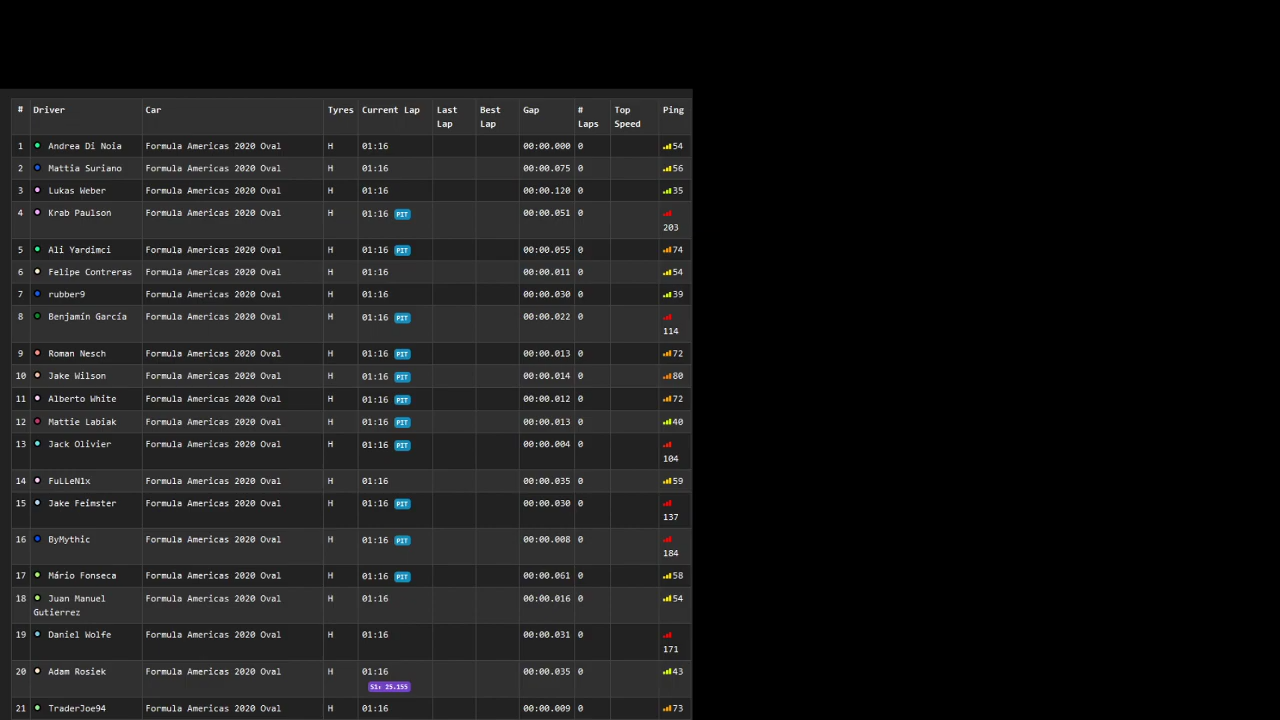 # Driver Car Tyres Current Lap Last Lap Best Lap Gap # Laps Top Speed Ping
1 Andrea Di Noia Formula Americas 2020 Oval H 01:16 00:00.000 0 54
2 Mattia Suriano Formula Americas 2020 Oval H 01:16 00:00.075 0 56
3 Lukas Weber Formula Americas 2020 Oval H 01:16 00:00.120 0 35
4 Krab Paulson Formula Americas 2020 Oval H 01:16 PIT 00:00.051 0 203
5 Ali Yardimci Formula Americas 2020 Oval H 01:16 PIT 00:00.055 0 74
6 Felipe Contreras Formula Americas 2020 Oval H 01:16 00:00.011 0 54
7 rubber9 Formula Americas 2020 Oval H 01:16 00:00.030 0 39
8 Benjamín García Formula Americas 2020 Oval H 01:16 PIT 00:00.022 0 114
9 Roman Nesch Formula Americas 2020 Oval H 01:16 PIT 00:00.013 0 72
10 Jake Wilson Formula Americas 2020 Oval H 01:16 PIT 00:00.014 0 80
11 Alberto White Formula Americas 2020 Oval H 01:16 PIT 00:00.012 0 72
12 Mattie Labiak Formula Americas 2020 Oval H 01:16 PIT 00:00.013 0 40
13 Jack Olivier Formula Americas 2020 Oval H 01:16 PIT 00:00.004 0 104
14 FuLLeN1x Formula Americas 2020 Oval H 01:16 00:00.035 0 59
15 Jake Feimster Formula Americas 2020 Oval H 01:16 PIT 00:00.030 0 137
16 ByMythic Formula Americas 2020 Oval H 01:16 PIT 00:00.008 0 184
17 Mário Fonseca Formula Americas 2020 Oval H 01:16 PIT 00:00.061 0 58
18 Juan Manuel Gutierrez Formula Americas 2020 Oval H 01:16 00:00.016 0 54
19 Daniel Wolfe Formula Americas 2020 Oval H 01:16 00:00.031 0 171
20 Adam Rosiek Formula Americas 2020 Oval H 01:16 S1: 25.155 00:00.035 0 43
21 TraderJoe94 Formula Americas 2020 Oval H 01:16 00:00.009 0 73